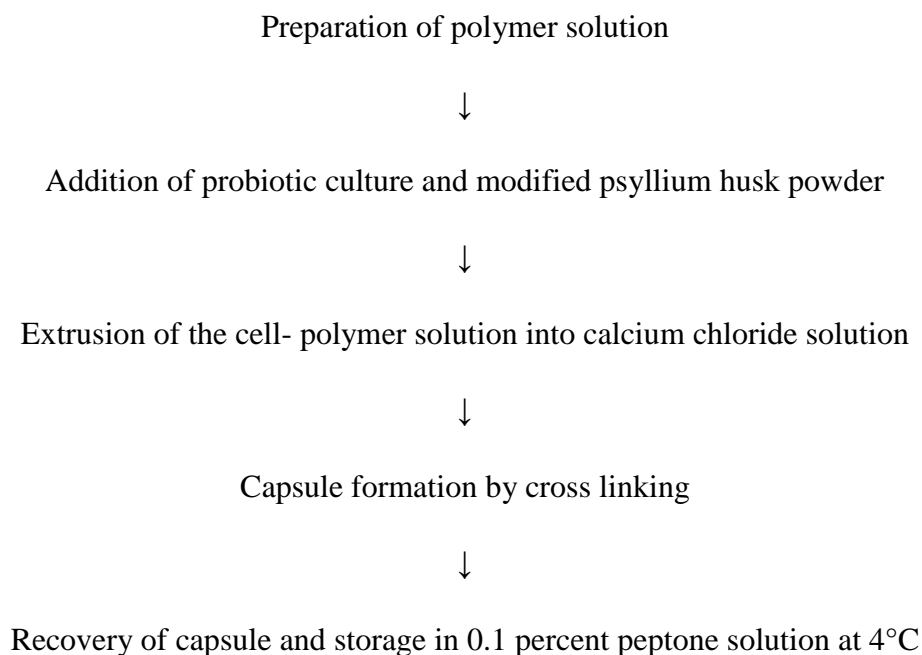 Preparation of polymer solution
↓
Addition of probiotic culture and modified psyllium husk powder
↓
Extrusion of the cell- polymer solution into calcium chloride solution
↓
Capsule formation by cross linking
↓
Recovery of capsule and storage in 0.1 percent peptone solution at 4°C